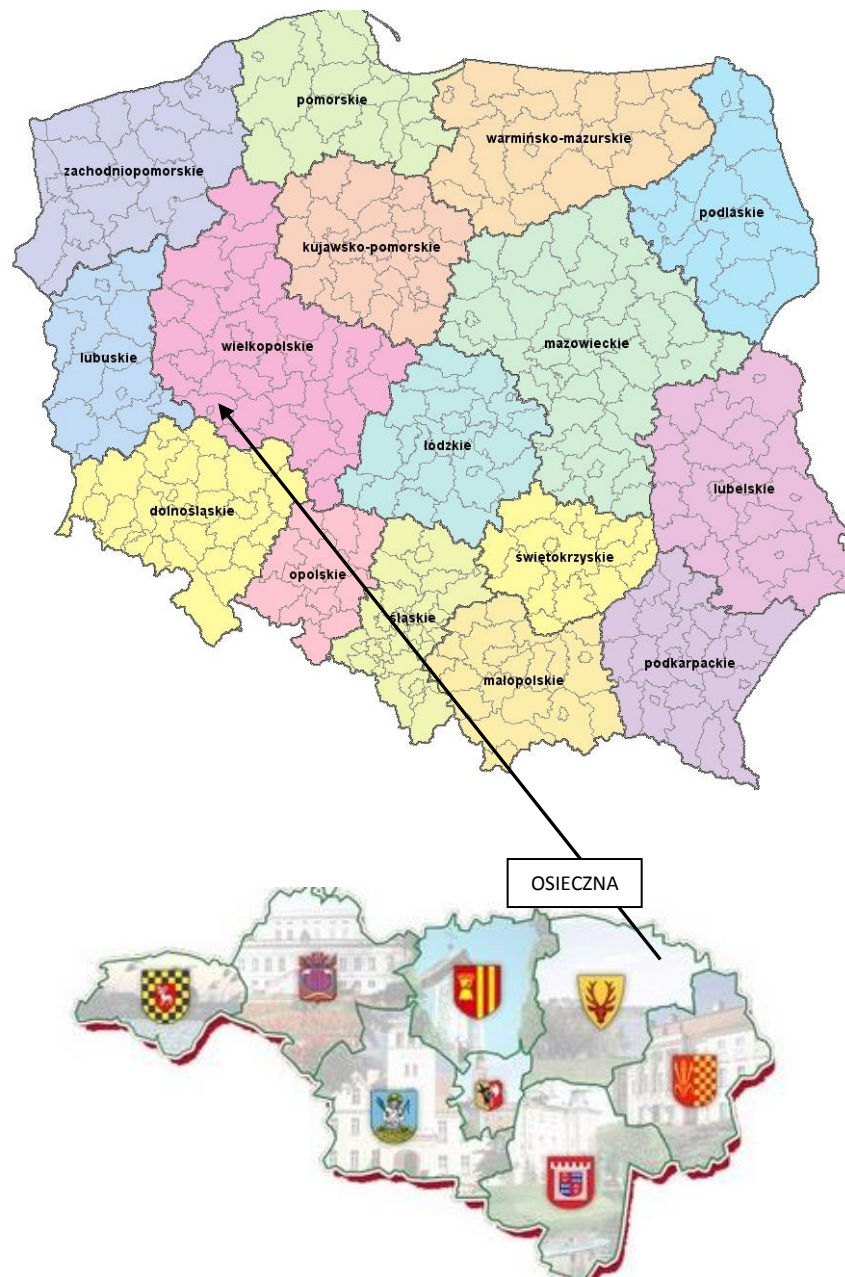 pomorskie
warmińsko-mazurskie
zachodniopomorskie
podlaskie
kujawsko-pomorskie
wielkopolskie
mazowieckie
lubuskie
łódzkie
lubelskie
dolnośląskie
świętokrzyskie
opolskie
śląskie
podkarpackie
małopolskie
OSIECZNA